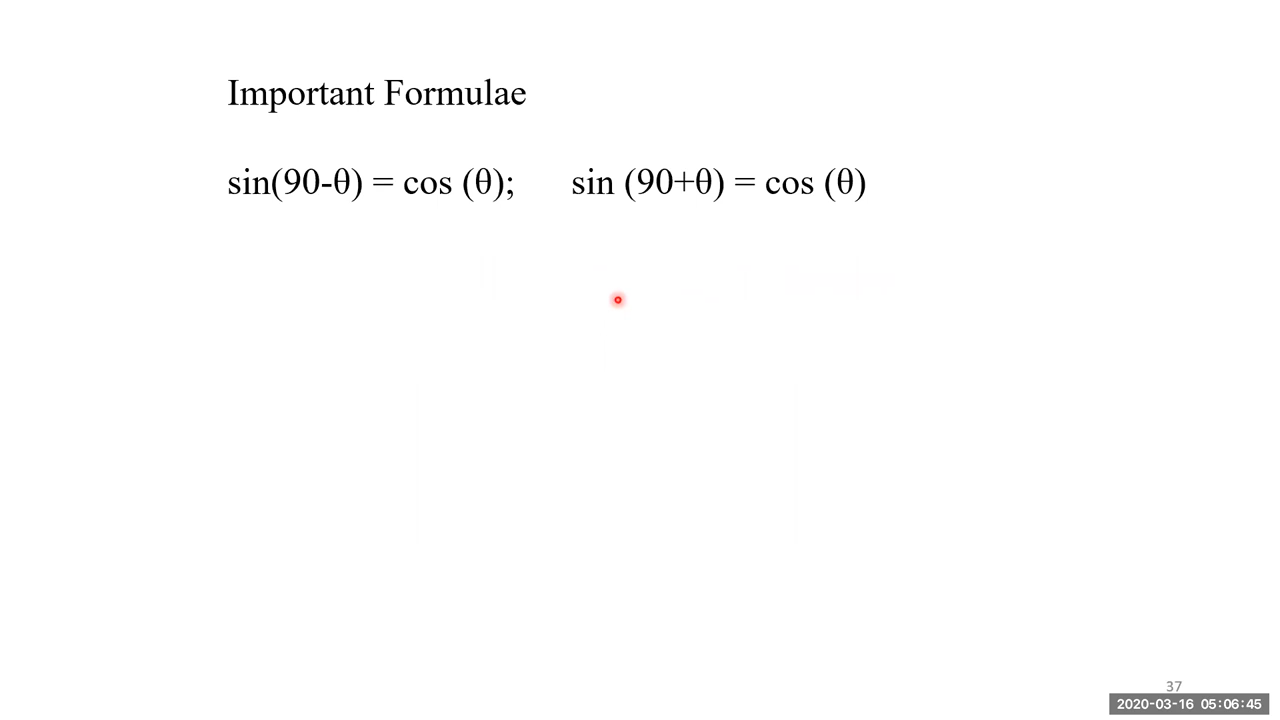 Important Formulae
sin(90-θ) = cos (θ); sin (90+θ) = cos (θ)
37
2020-03-16 05:06:45